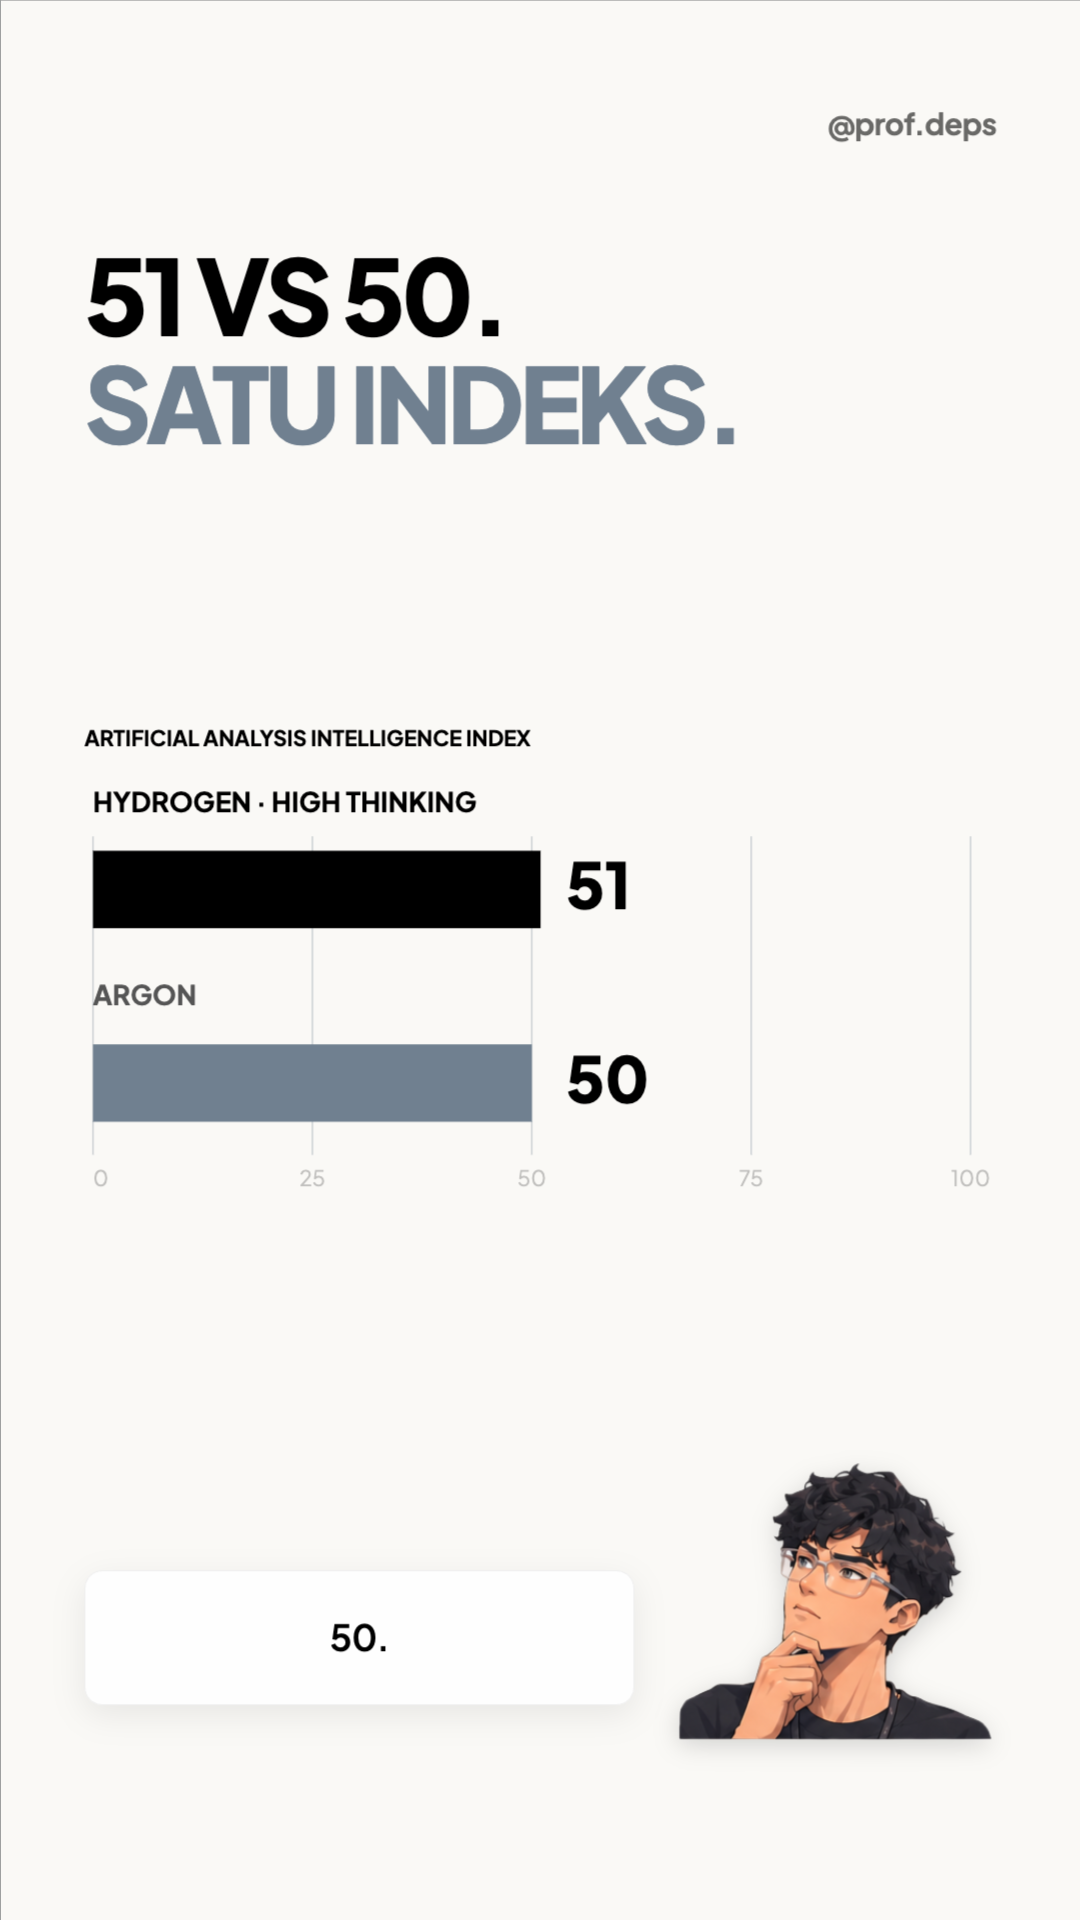 @prof.deps
51 VS 50.
SATU INDEKS.
ARTIFICIAL ANALYSIS INTELLIGENCE INDEX
HYDROGEN · HIGH THINKING
51
ARGON
50
0 25 50 75 100
50.